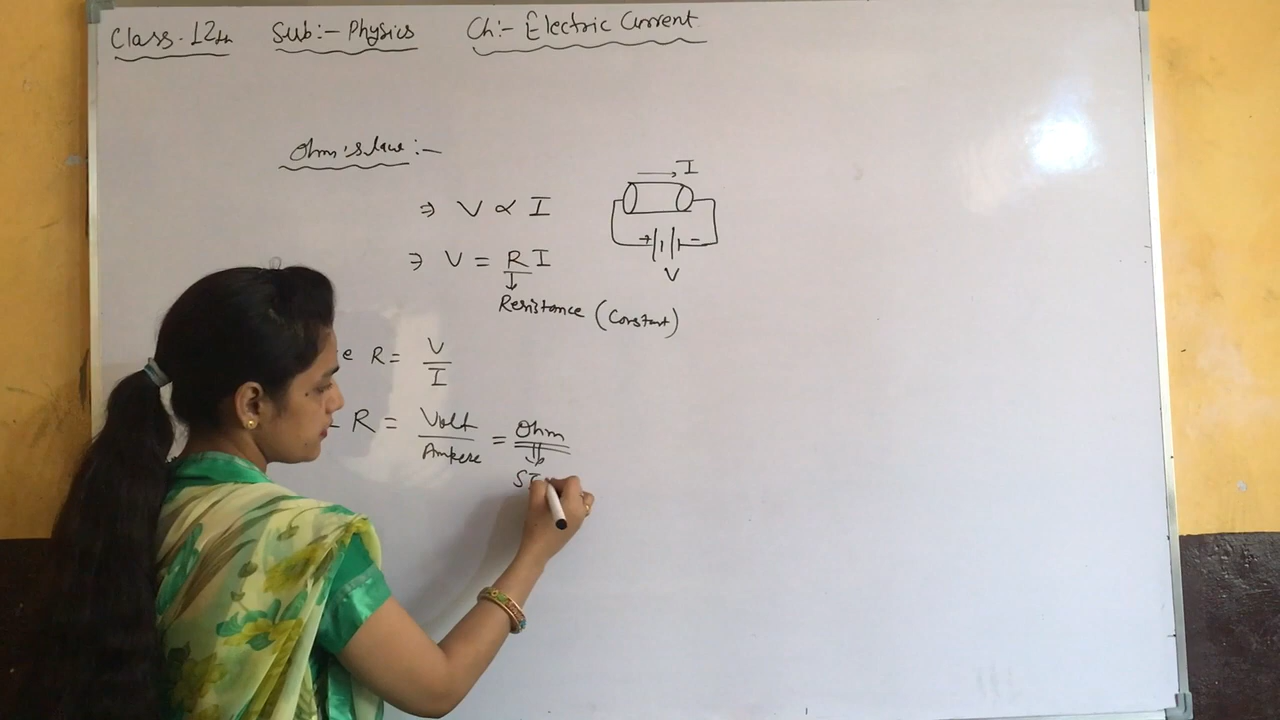 Class - 12th Sub:- Physics Ch:- Electric Current
Ohm's law :-
I
⇒ V ∝ I
+ -
⇒ V = R I
V
↓
Resistance (Constant)
R = V/I
R = Volt/Ampere = Ohm
↓
SI